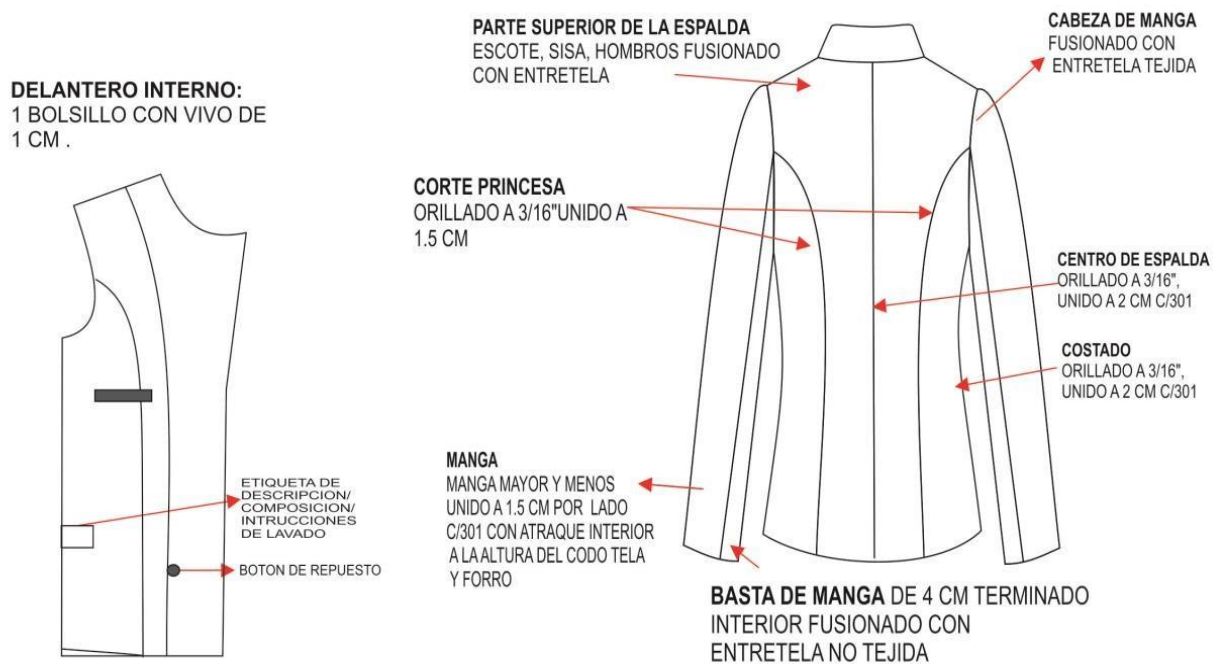 DELANTERO INTERNO:
1 BOLSILLO CON VIVO DE
1 CM .
ETIQUETA DE
DESCRIPCION/
COMPOSICION/
INTRUCCIONES
DE LAVADO
BOTON DE REPUESTO
PARTE SUPERIOR DE LA ESPALDA
ESCOTE, SISA, HOMBROS FUSIONADO
CON ENTRETELA
CABEZA DE MANGA
FUSIONADO CON
ENTRETELA TEJIDA
CORTE PRINCESA
ORILLADO A 3/16"UNIDO A
1.5 CM
CENTRO DE ESPALDA
ORILLADO A 3/16",
UNIDO A 2 CM C/301
COSTADO
ORILLADO A 3/16",
UNIDO A 2 CM C/301
MANGA
MANGA MAYOR Y MENOS
UNIDO A 1.5 CM POR LADO
C/301 CON ATRAQUE INTERIOR
A LA ALTURA DEL CODO TELA
Y FORRO
BASTA DE MANGA DE 4 CM TERMINADO
INTERIOR FUSIONADO CON
ENTRETELA NO TEJIDA